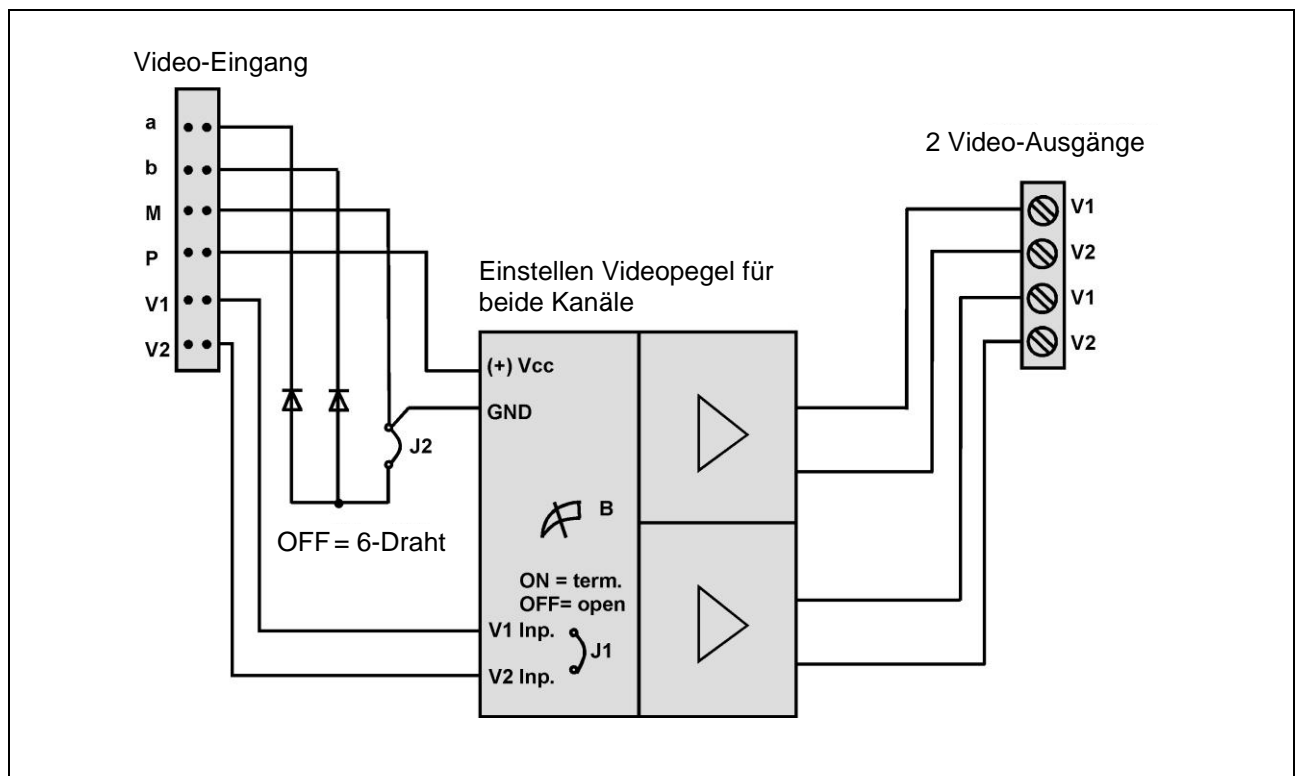 Video-Eingang
a
b
M
P
V1
V2
2 Video-Ausgänge
V1
V2
V1
V2
Einstellen Videopegel für
beide Kanäle
(+) Vcc
GND
J2
OFF = 6-Draht
B
ON = term.
OFF= open
V1 Inp.
J1
V2 Inp.